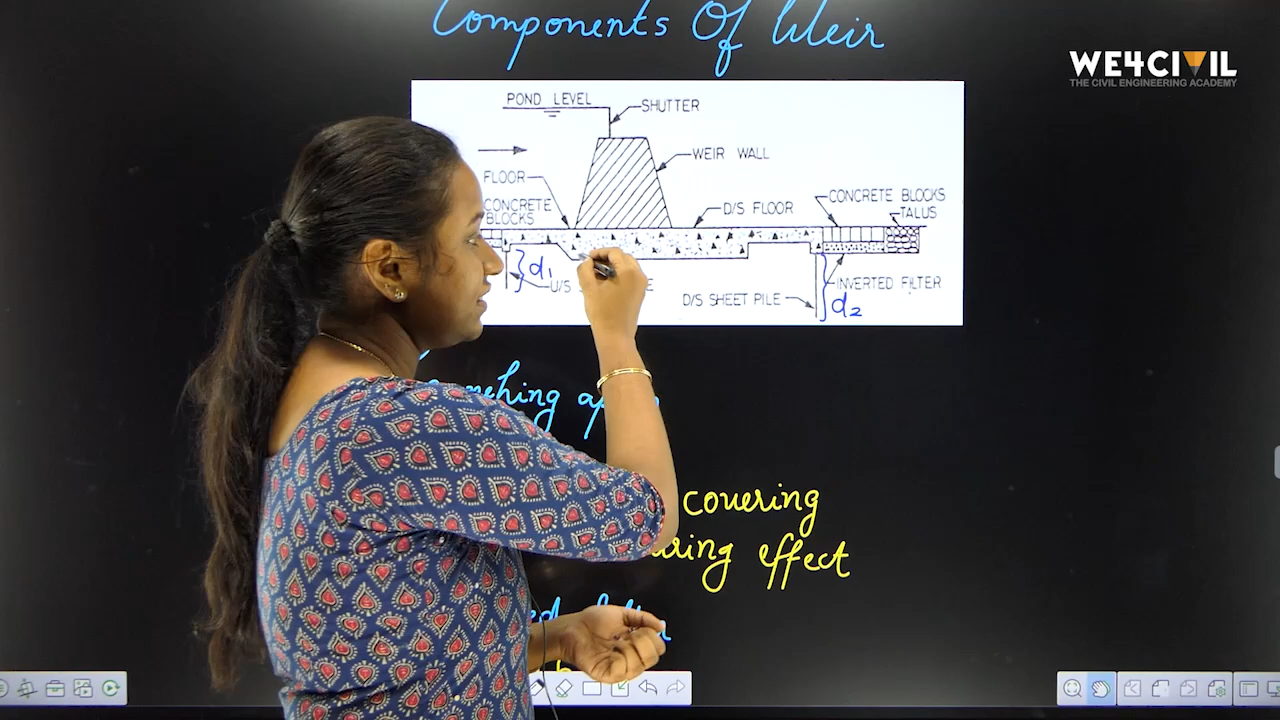 Components Of Weir
WE4CIVIL
THE CIVIL ENGINEERING ACADEMY
POND LEVEL
SHUTTER
WEIR WALL
FLOOR
CONCRETE
BLOCKS
D/S FLOOR
CONCRETE BLOCKS
TALUS
d1
U/S
INVERTED FILTER
D/S SHEET PILE
d2
covering
effect